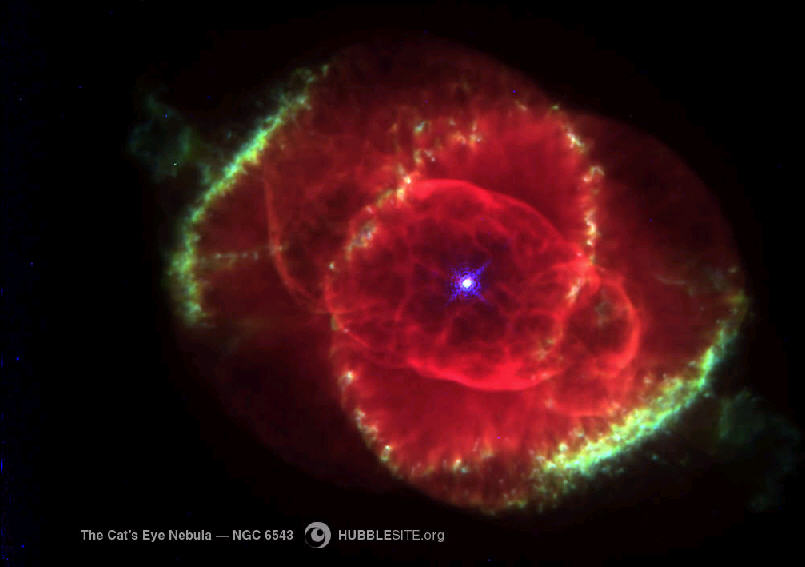 The Cat's Eye Nebula — NGC 6543 HUBBLESITE.org